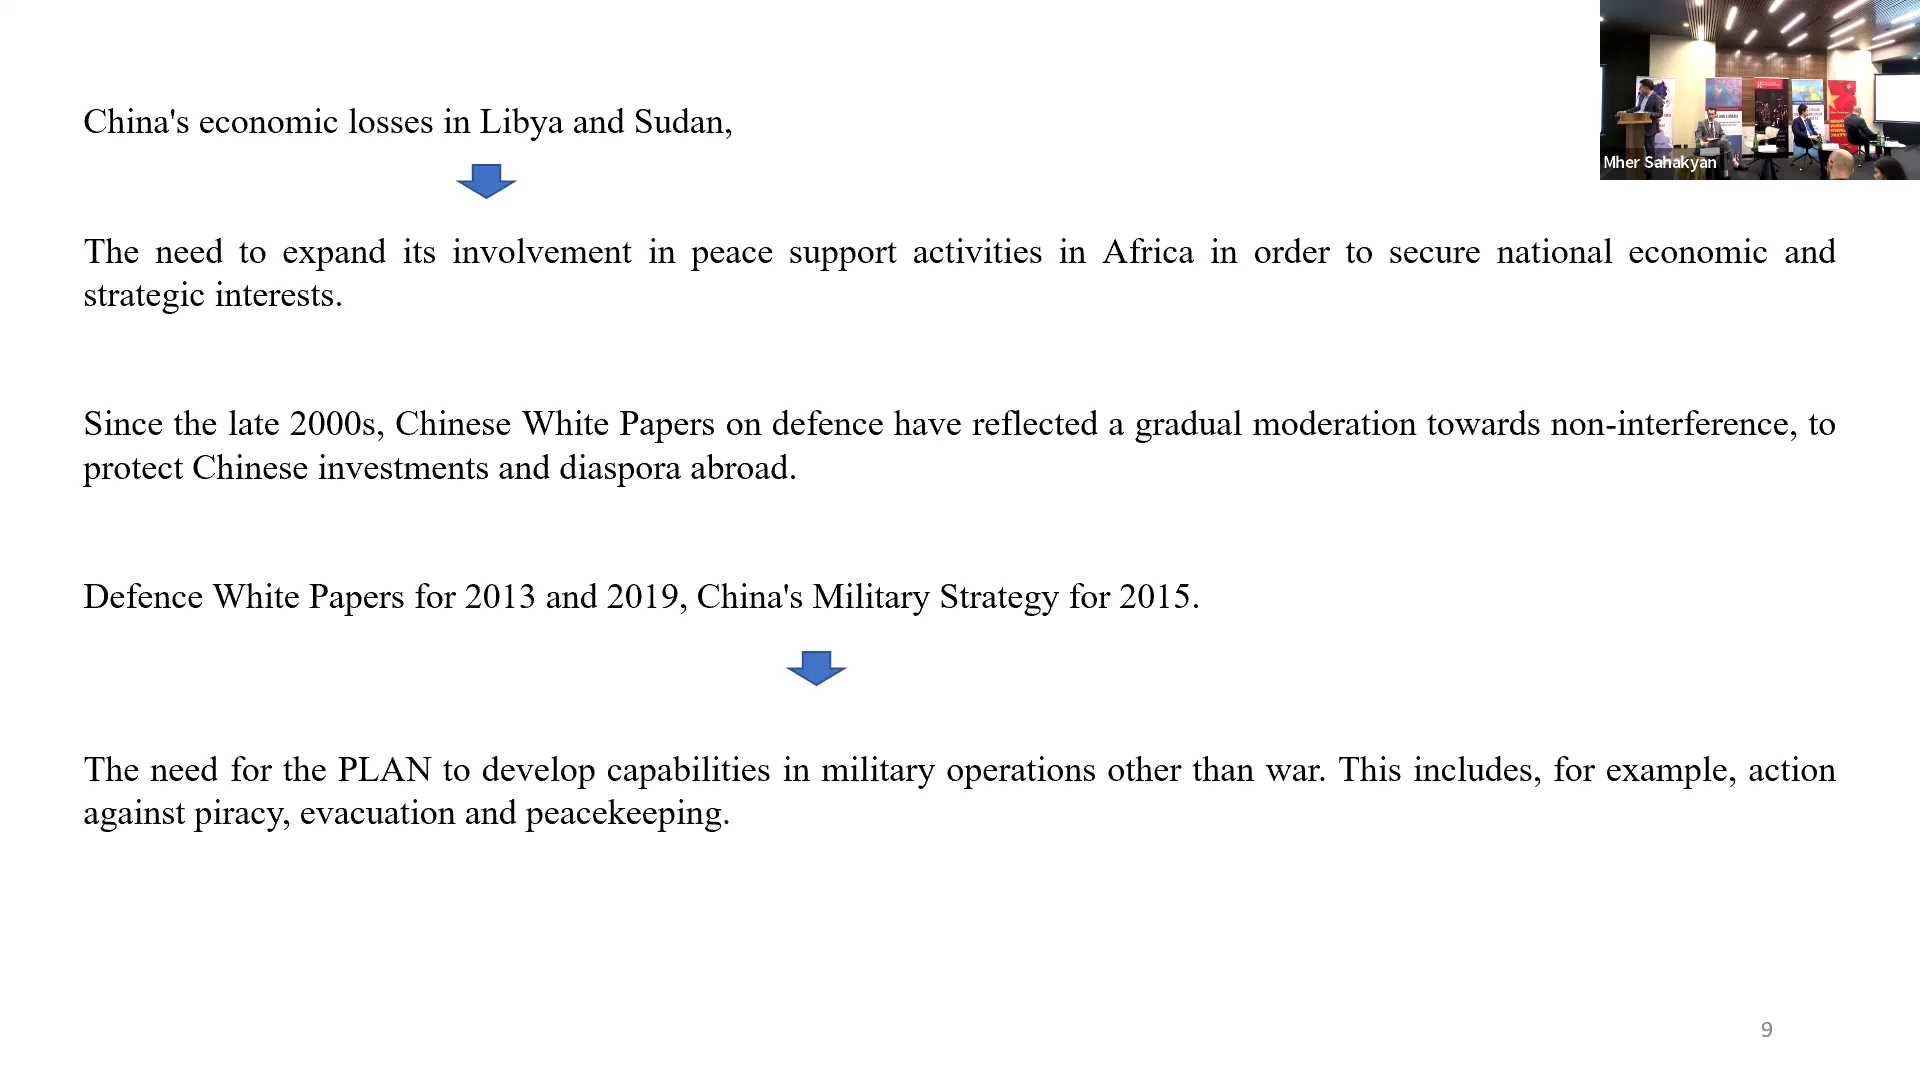 China's economic losses in Libya and Sudan,
Mher Sahakyan
The need to expand its involvement in peace support activities in Africa in order to secure national economic and
strategic interests.
Since the late 2000s, Chinese White Papers on defence have reflected a gradual moderation towards non-interference, to
protect Chinese investments and diaspora abroad.
Defence White Papers for 2013 and 2019, China's Military Strategy for 2015.
The need for the PLAN to develop capabilities in military operations other than war. This includes, for example, action
against piracy, evacuation and peacekeeping.
9